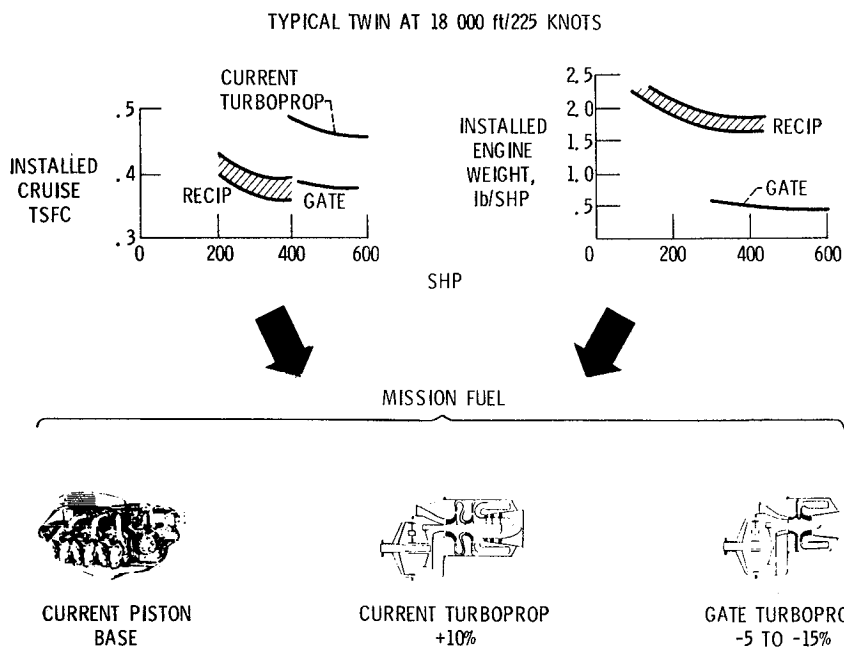 TYPICAL TWIN AT 18 000 ft/225 KNOTS
CURRENT
TURBOPROP
.5
.4
.3
INSTALLED
CRUISE
TSFC
RECIP
GATE
0
200
400
600
INSTALLED
ENGINE
WEIGHT,
lb/SHP
2.5
2.0
1.5
1.0
.5
RECIP
GATE
0
200
400
600
SHP
MISSION FUEL
CURRENT PISTON
BASE
CURRENT TURBOPROP
+10%
GATE TURBOPRO
-5 TO -15%